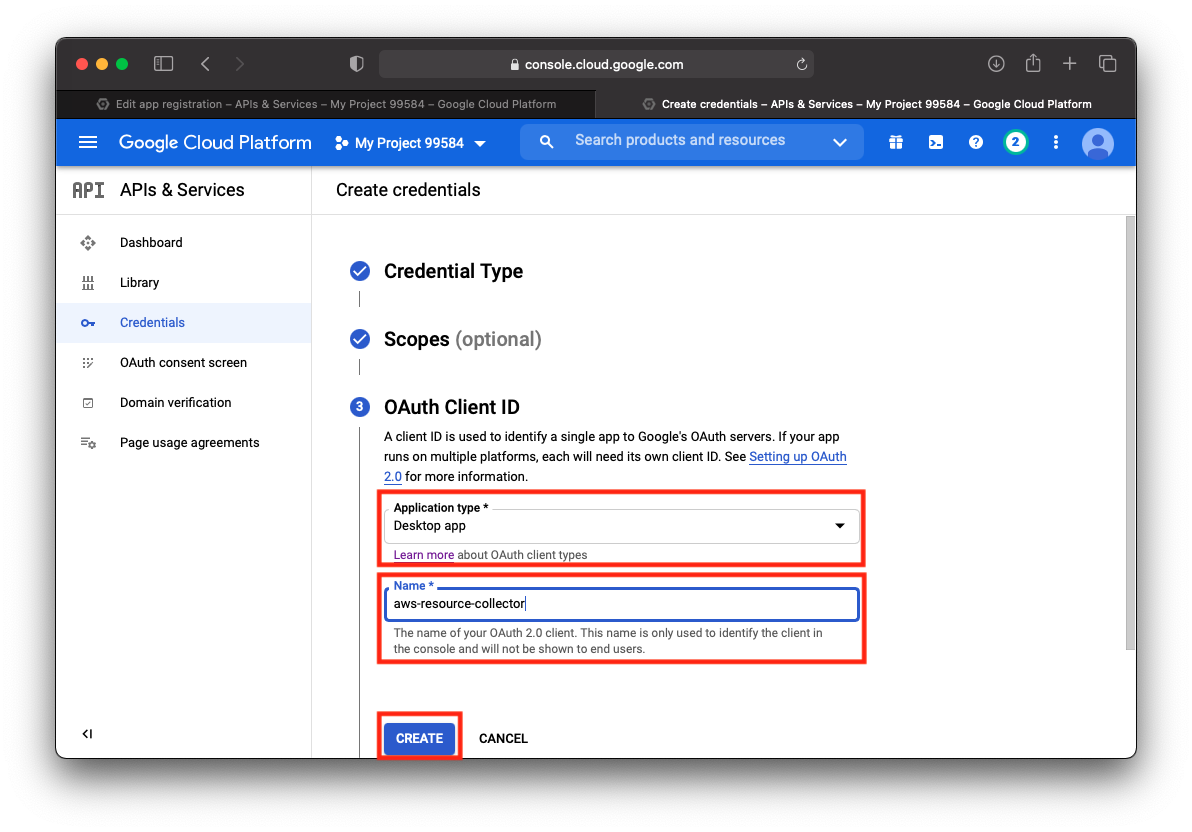 console.cloud.google.com
Edit app registration – APIs & Services – My Project 99584 – Google Cloud Platform
Create credentials – APIs & Services – My Project 99584 – Google Cloud Platform
Google Cloud Platform
My Project 99584
Search products and resources
2
API APIs & Services
Create credentials
Dashboard
Library
Credentials
OAuth consent screen
Domain verification
Page usage agreements
Credential Type
Scopes (optional)
3 OAuth Client ID
A client ID is used to identify a single app to Google's OAuth servers. If your app
runs on multiple platforms, each will need its own client ID. See Setting up OAuth
2.0 for more information.
Application type *
Desktop app
Learn more about OAuth client types
Name *
aws-resource-collector
The name of your OAuth 2.0 client. This name is only used to identify the client in
the console and will not be shown to end users.
CREATE
CANCEL